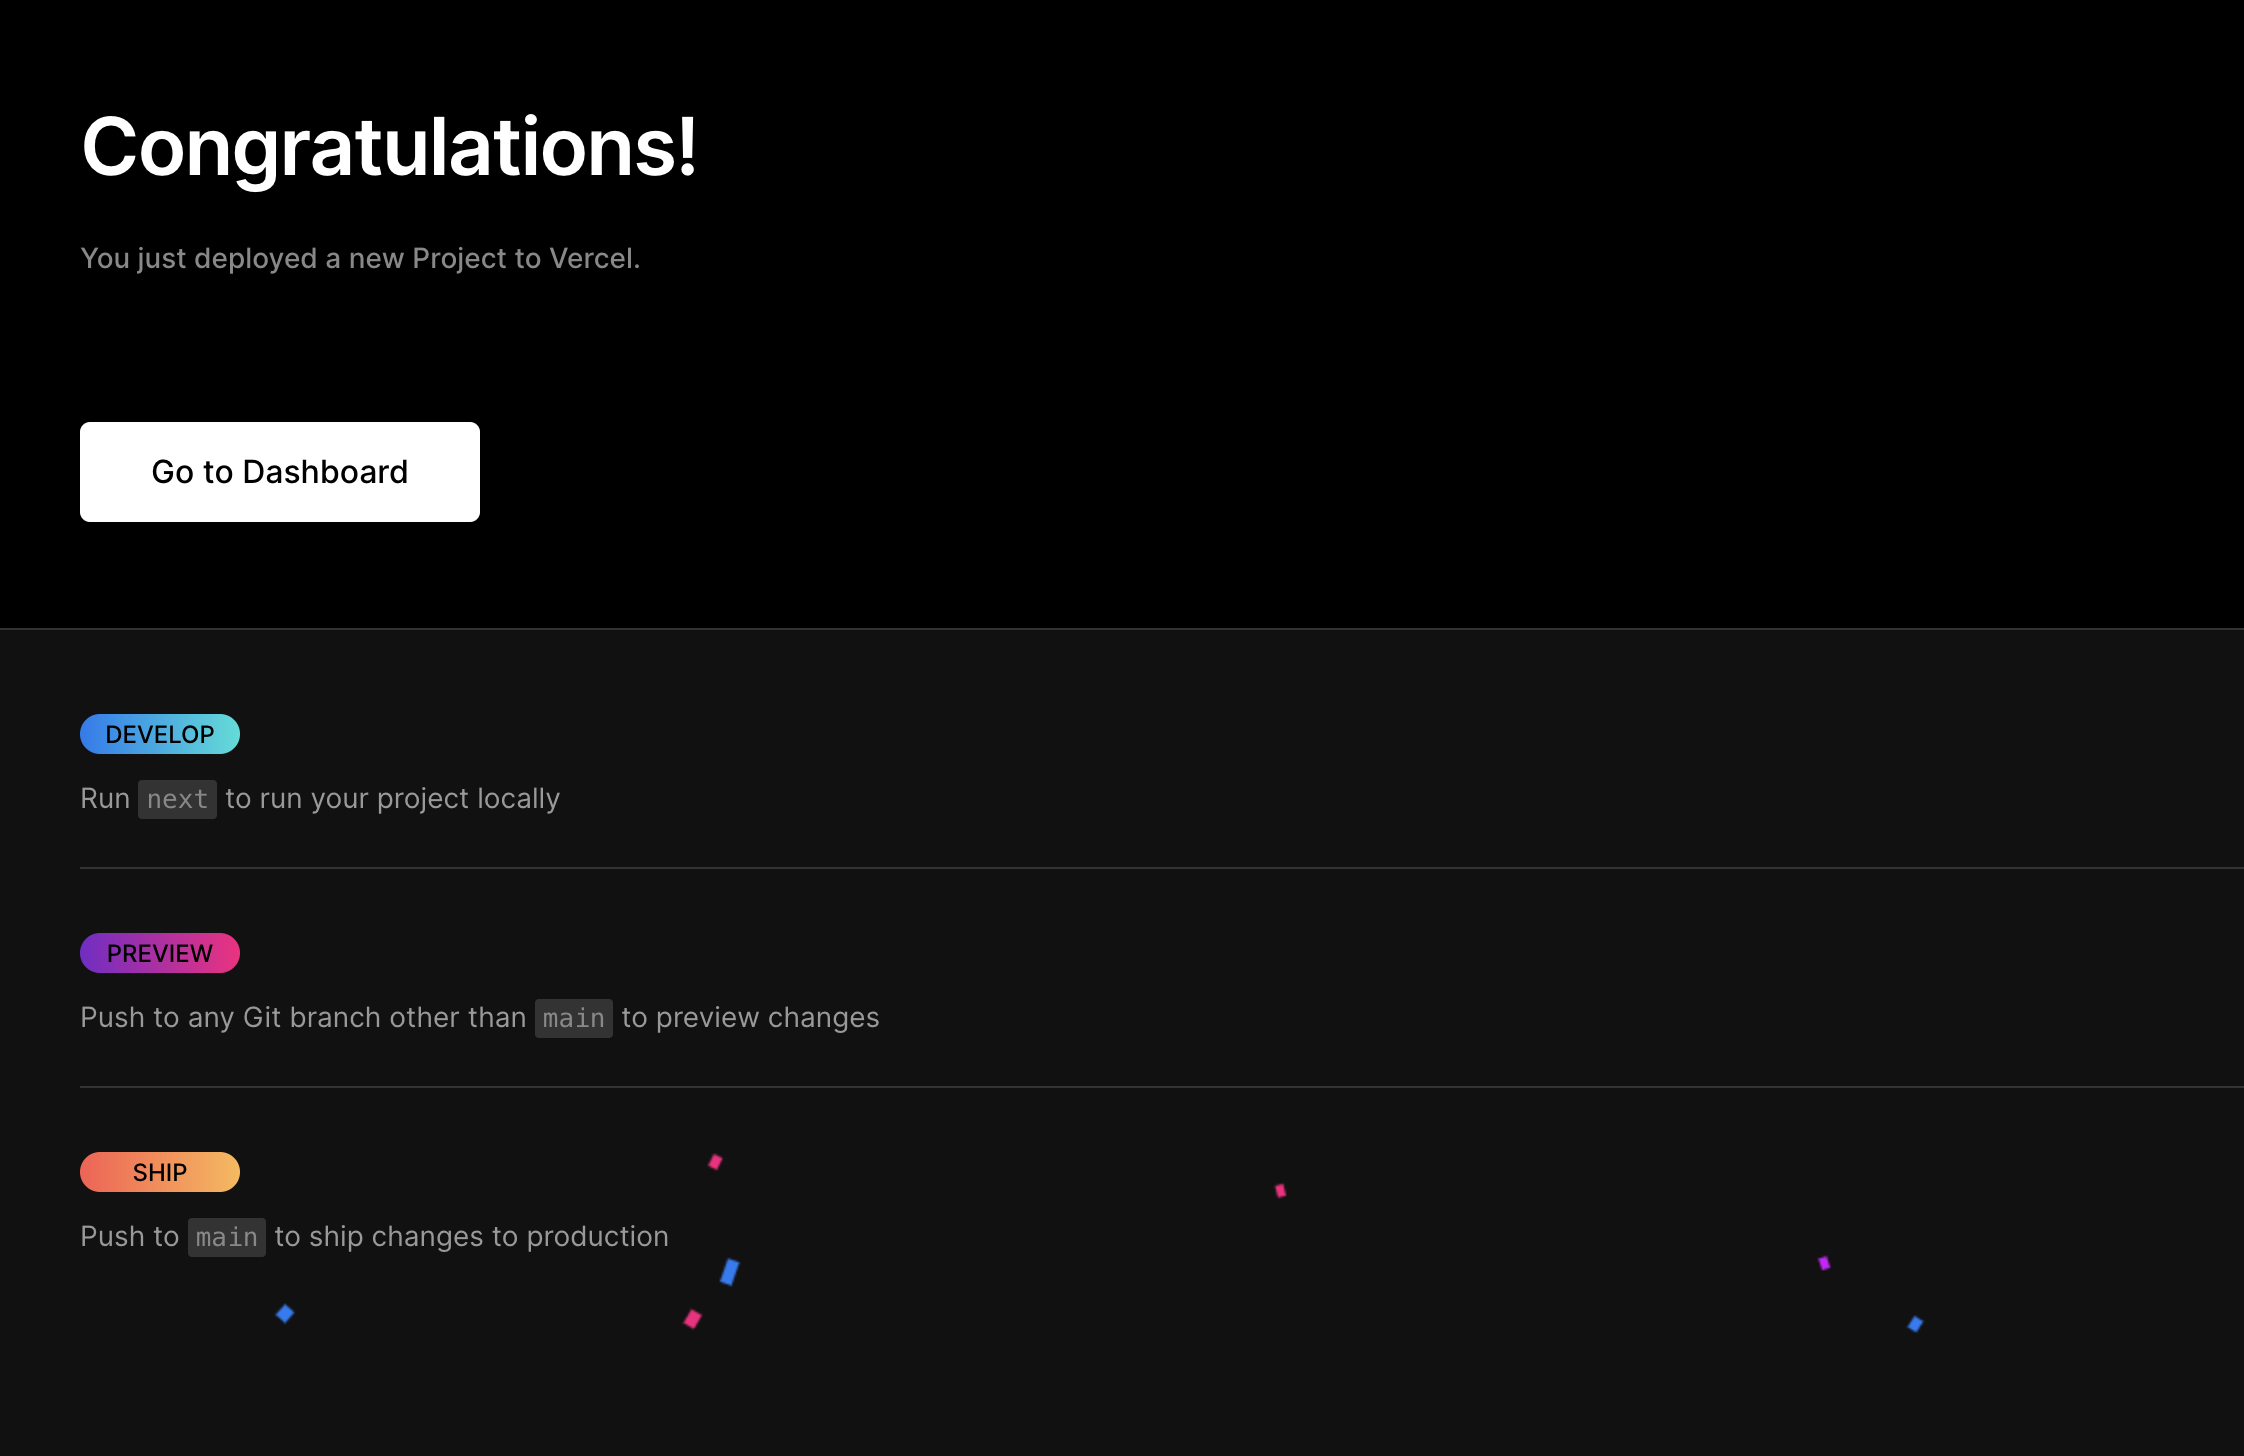 Congratulations!
You just deployed a new Project to Vercel.
Go to Dashboard
DEVELOP
Run next to run your project locally
PREVIEW
Push to any Git branch other than main to preview changes
SHIP
Push to main to ship changes to production